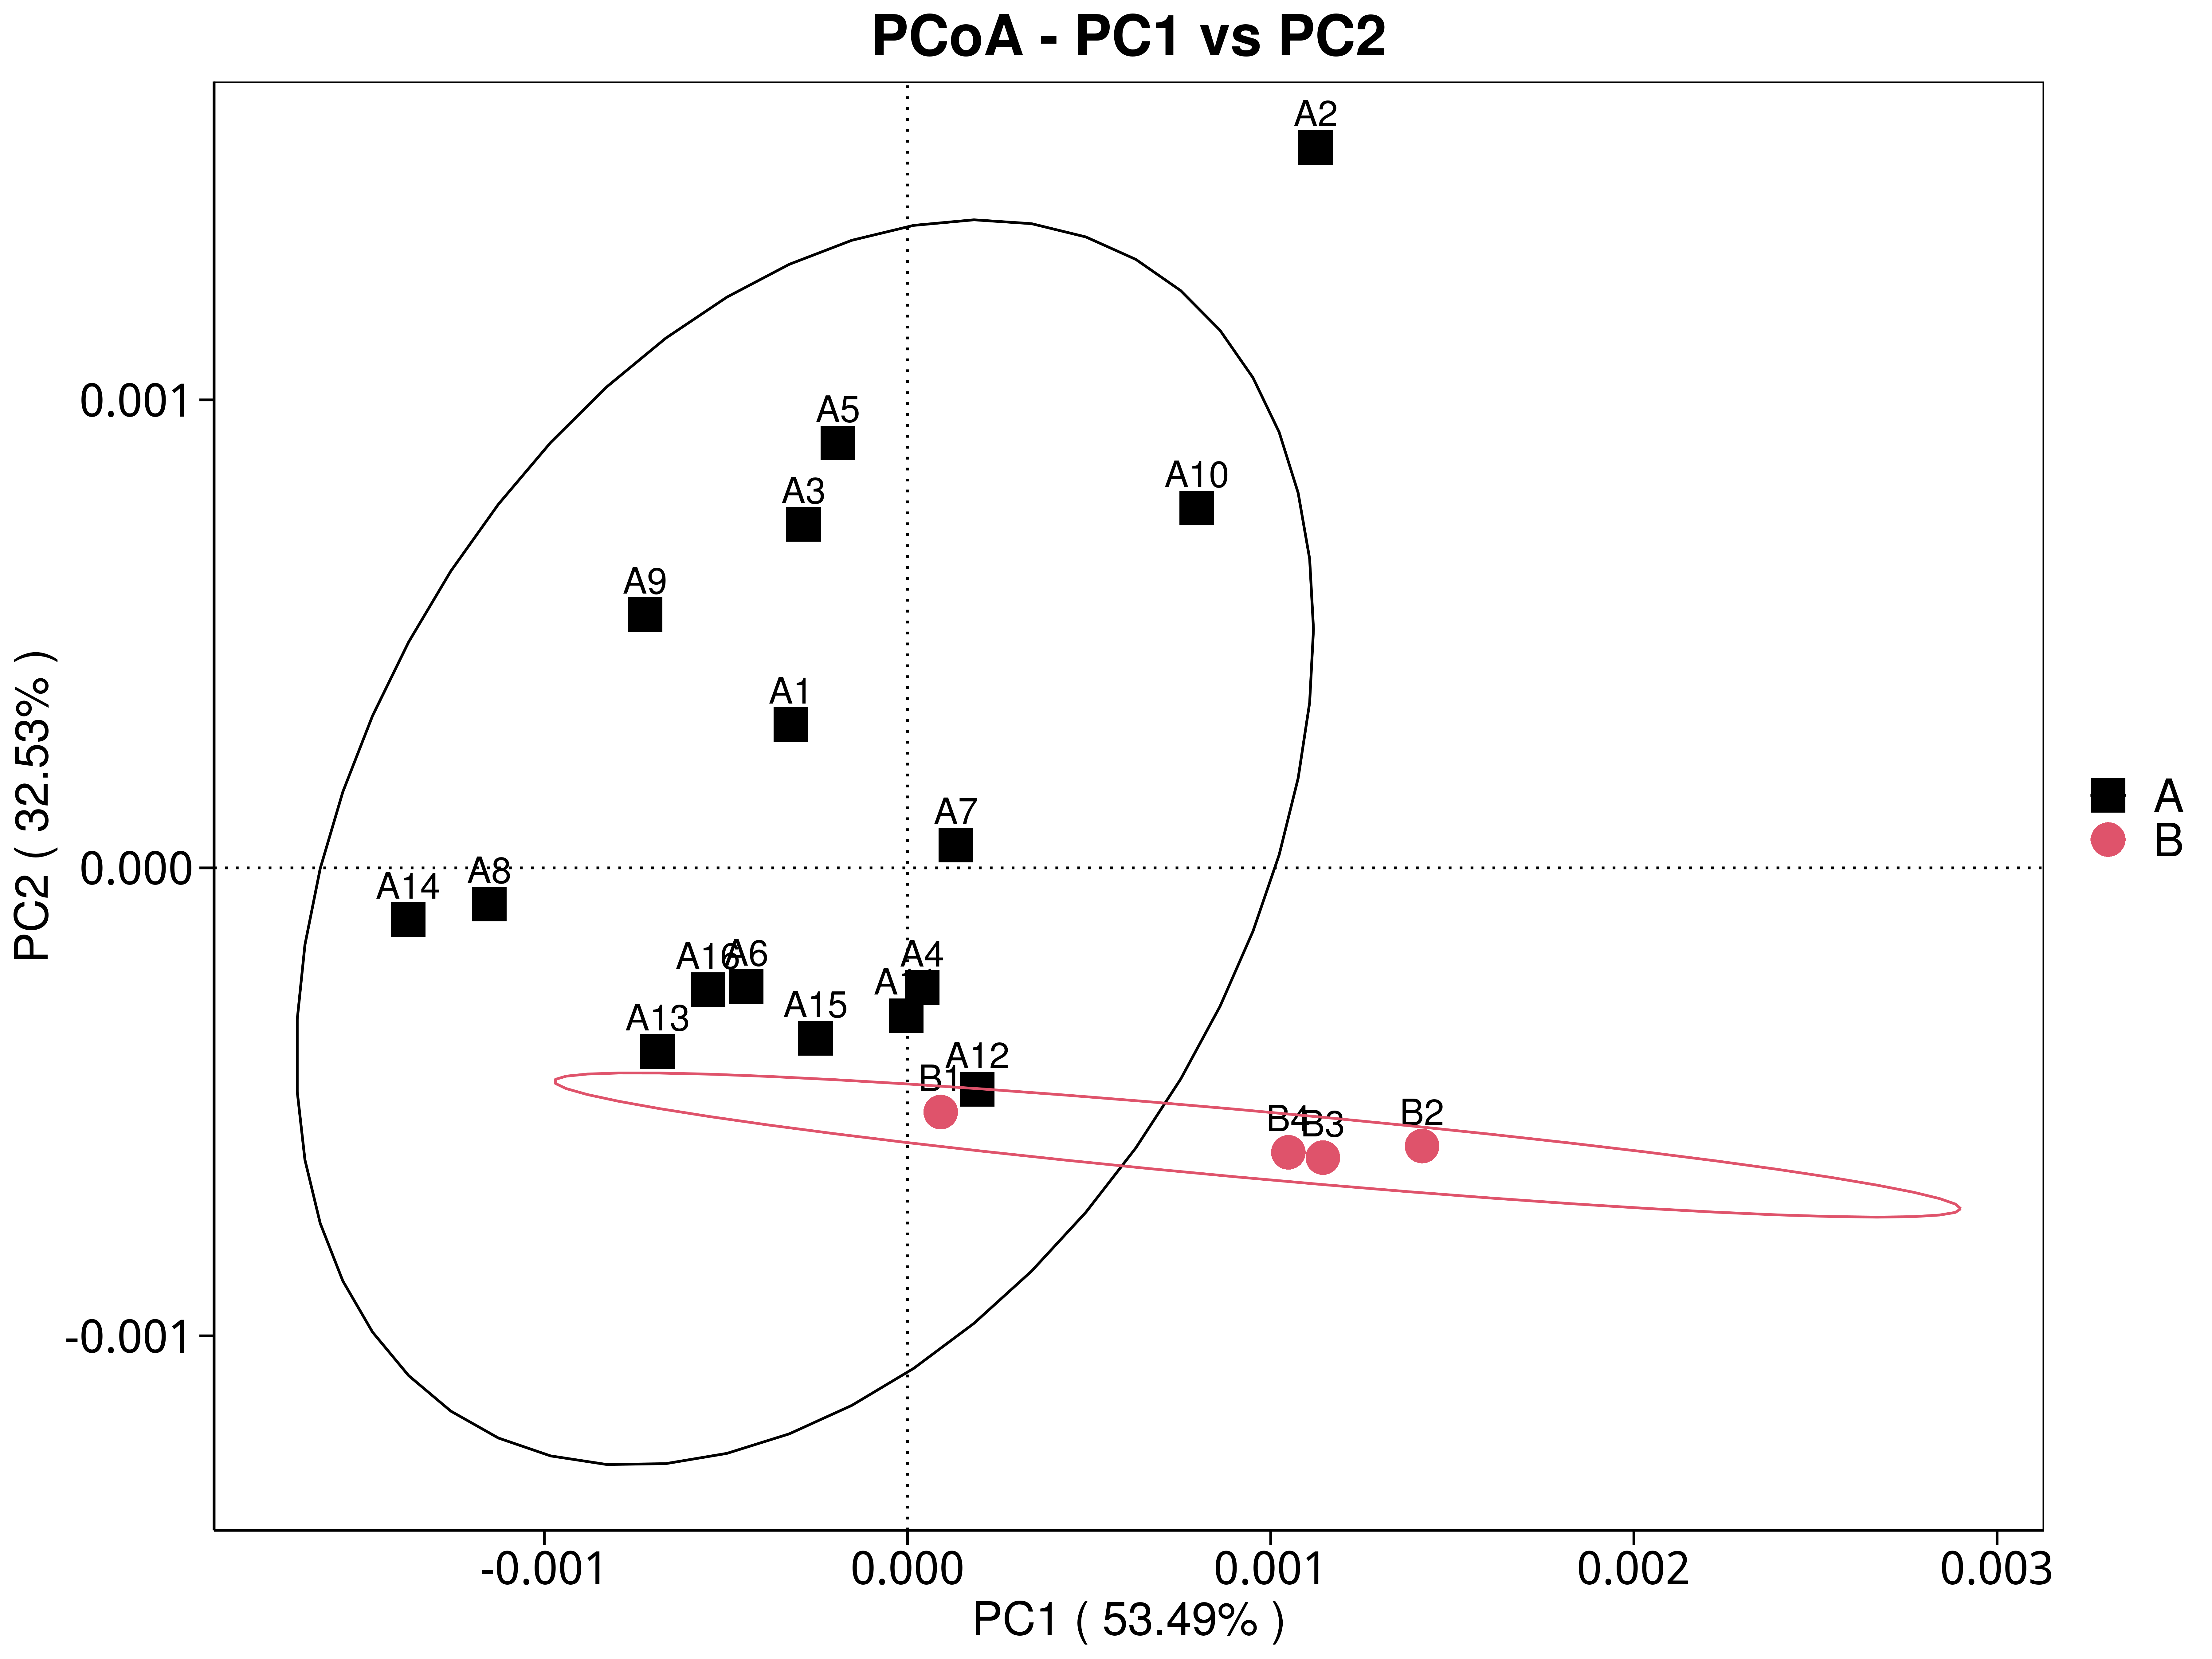 PCoA - PC1 vs PC2
A2
0.001
A5
A10
A3
A9
A1
A7
0.000
A8
A14
A16
A6
A4
A15
A13
A12
B1
B4
B3
B2
-0.001
-0.001
0.000
0.001
0.002
0.003
PC1 ( 53.49% )
PC2 ( 32.53% )
A
B